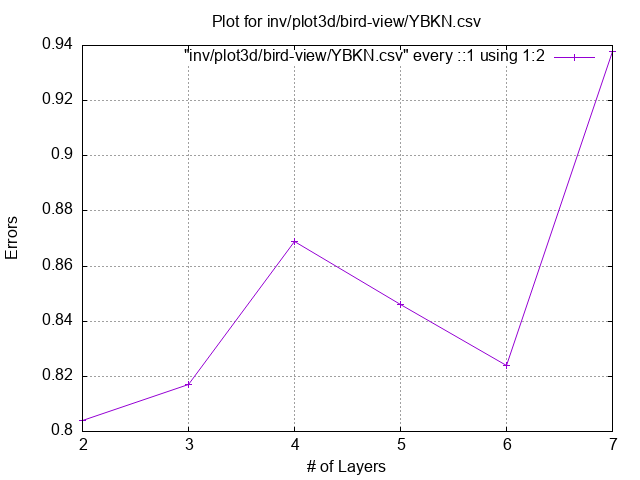 Plot for inv/plot3d/bird-view/YBKN.csv
"inv/plot3d/bird-view/YBKN.csv" every ::1 using 1:2
0.94
0.92
0.9
0.88
0.86
0.84
0.82
0.8
Errors
2 3 4 5 6 7
# of Layers